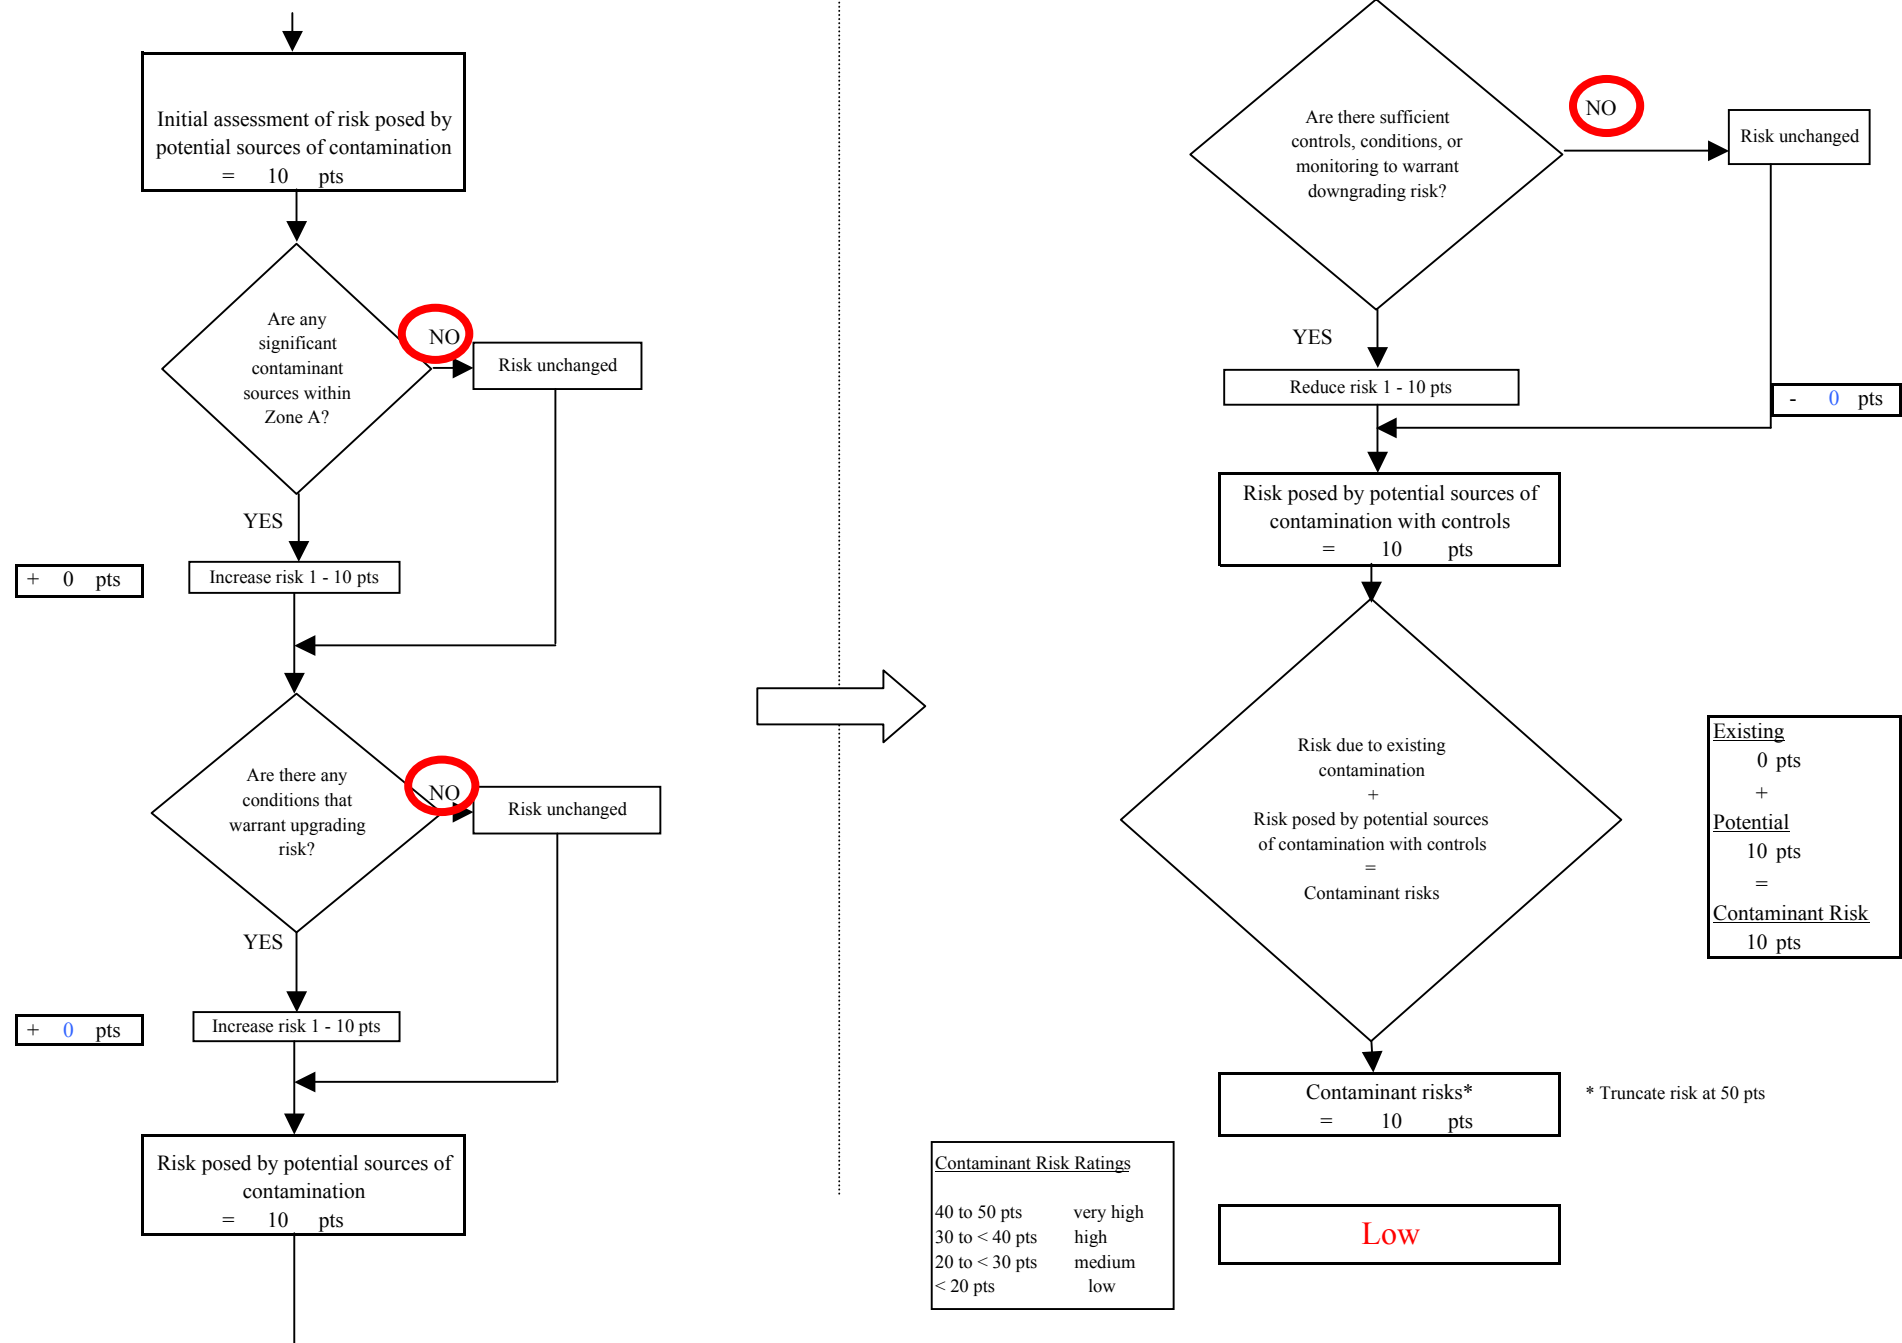 Initial assessment of risk posed by
potential sources of contamination
= 10 pts
Are any
significant
contaminant
sources within
Zone A?
NO
Risk unchanged
YES
+ 0 pts
Increase risk 1 - 10 pts
Are there any
conditions that
warrant upgrading
risk?
NO
Risk unchanged
YES
+ 0 pts
Increase risk 1 - 10 pts
Risk posed by potential sources of
contamination
= 10 pts
Are there sufficient
controls, conditions, or
monitoring to warrant
downgrading risk?
NO
Risk unchanged
YES
Reduce risk 1 - 10 pts
- 0 pts
Risk posed by potential sources of
contamination with controls
= 10 pts
Risk due to existing
contamination
+
Risk posed by potential sources
of contamination with controls
=
Contaminant risks
Existing
0 pts
+
Potential
10 pts
=
Contaminant Risk
10 pts
Contaminant risks*
= 10 pts
* Truncate risk at 50 pts
Contaminant Risk Ratings
40 to 50 pts very high
30 to < 40 pts high
20 to < 30 pts medium
< 20 pts low
Low